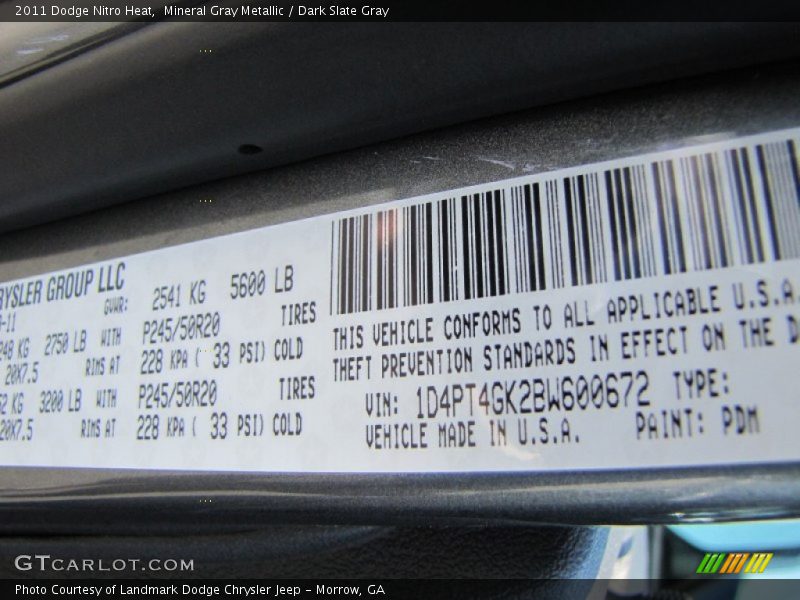 2011 Dodge Nitro Heat, Mineral Gray Metallic / Dark Slate Gray
GROUP LLC
GVWR: 2541 KG 5600 LB
2750 LB WITH P245/50R20 TIRES
20X7.5 RIMS AT 228 KPA ( 33 PSI) COLD
3200 LB WITH P245/50R20 TIRES
20X7.5 RIMS AT 228 KPA ( 33 PSI) COLD
THIS VEHICLE CONFORMS TO ALL APPLICABLE U.S.A.
THEFT PREVENTION STANDARDS IN EFFECT ON THE
VIN: 1D4PT4GK2BW600672 TYPE:
VEHICLE MADE IN U.S.A. PAINT: PDM
GTCARLOT.COM
Photo Courtesy of Landmark Dodge Chrysler Jeep - Morrow, GA